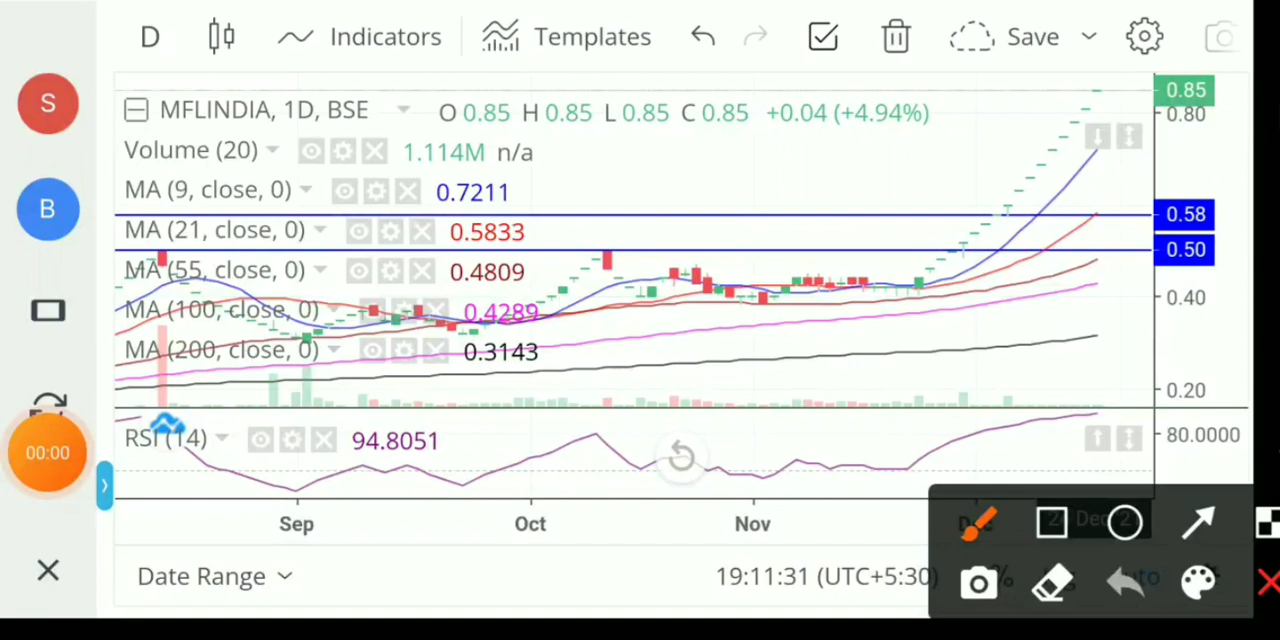 D Indicators Templates Save
S
MFLINDIA, 1D, BSE O 0.85 H 0.85 L 0.85 C 0.85 +0.04 (+4.94%)
0.85
0.80
Volume (20) 1.114M n/a
MA (9, close, 0) 0.7211
B
0.58
MA (21, close, 0) 0.5833
0.50
MA (55, close, 0) 0.4809
0.40
MA (100, close, 0) 0.4289
MA (200, close, 0) 0.3143
0.20
RSI (14) 94.8051
80.0000
00:00
Sep Oct Nov Dec
Date Range 19:11:31 (UTC+5:30) %